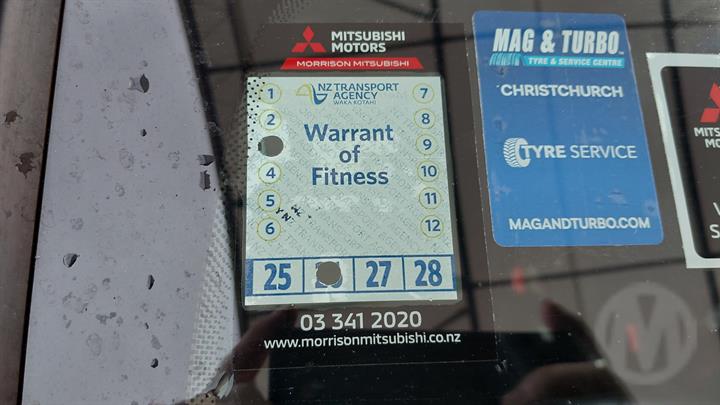 MITSUBISHI
MOTORS
MORRISON MITSUBISHI
NZ TRANSPORT
AGENCY
WAKA KOTAHI
1 7
2 8
9
4 10
5 11
6 12
Warrant
of
Fitness
25 27 28
03 341 2020
www.morrisonmitsubishi.co.nz
MAG & TURBO
TYRE & SERVICE CENTRE
CHRISTCHURCH
TYRE SERVICE
MAGANDTURBO.COM
M